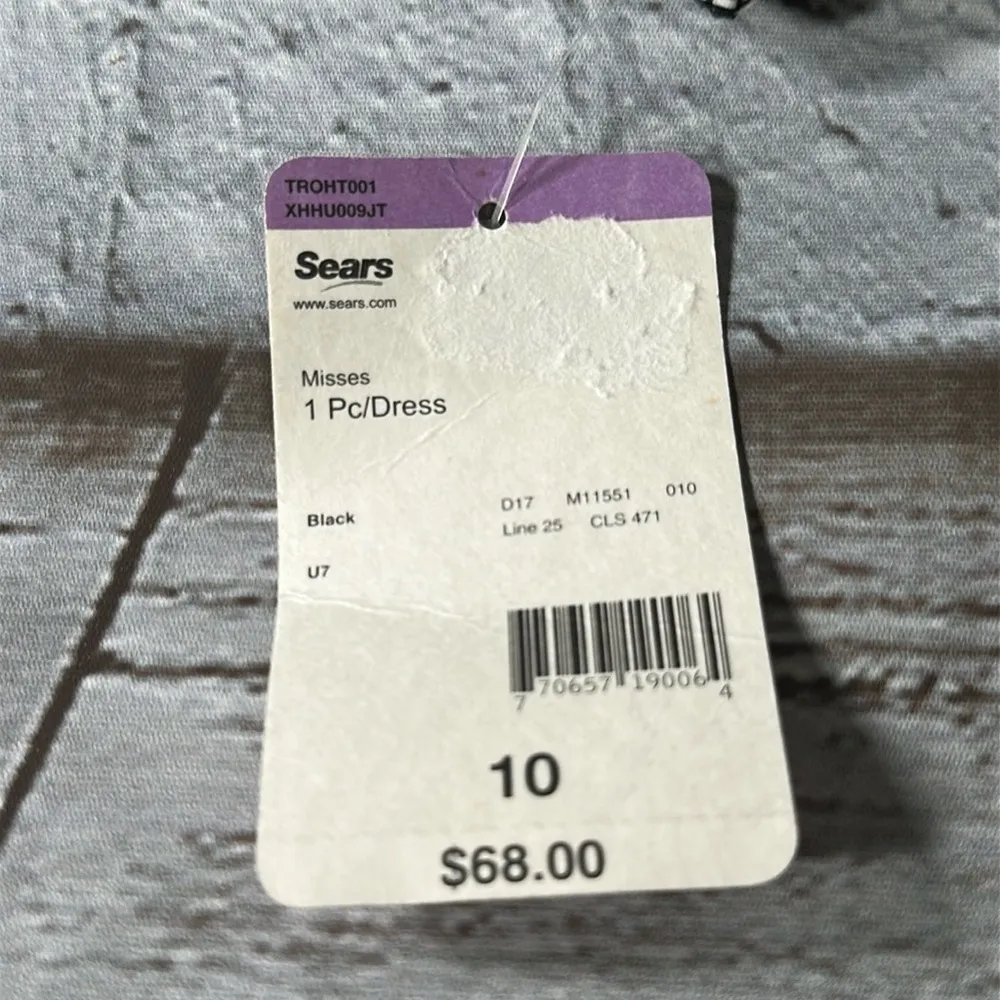 TROHT001
XHHU009JT
Sears
www.sears.com
Misses
1 Pc/Dress
D17 M11551 010
Black
Line 25 CLS 471
U7
7 70657 19006 4
10
$68.00